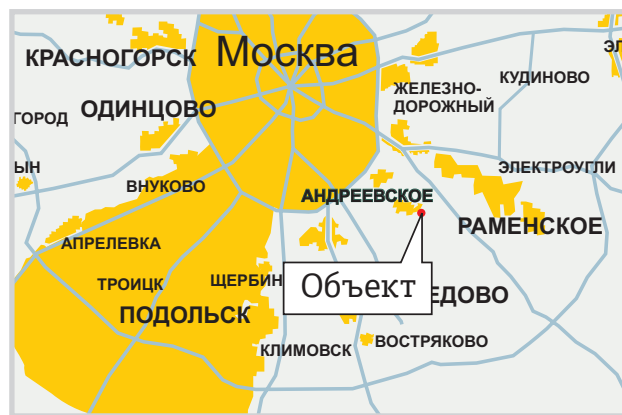 Москва
КРАСНОГОРСК
ЭЛ
КУДИНОВО
ЖЕЛЕЗНО-
ДОРОЖНЫЙ
ОДИНЦОВО
ГОРОД
ЫН
ЭЛЕКТРОУГЛИ
ВНУКОВО
АНДРЕЕВСКОЕ
РАМЕНСКОЕ
АПРЕЛЕВКА
ТРОИЦК
ЩЕРБИН
Объект
ЕДОВО
ПОДОЛЬСК
ВОСТРЯКОВО
КЛИМОВСК